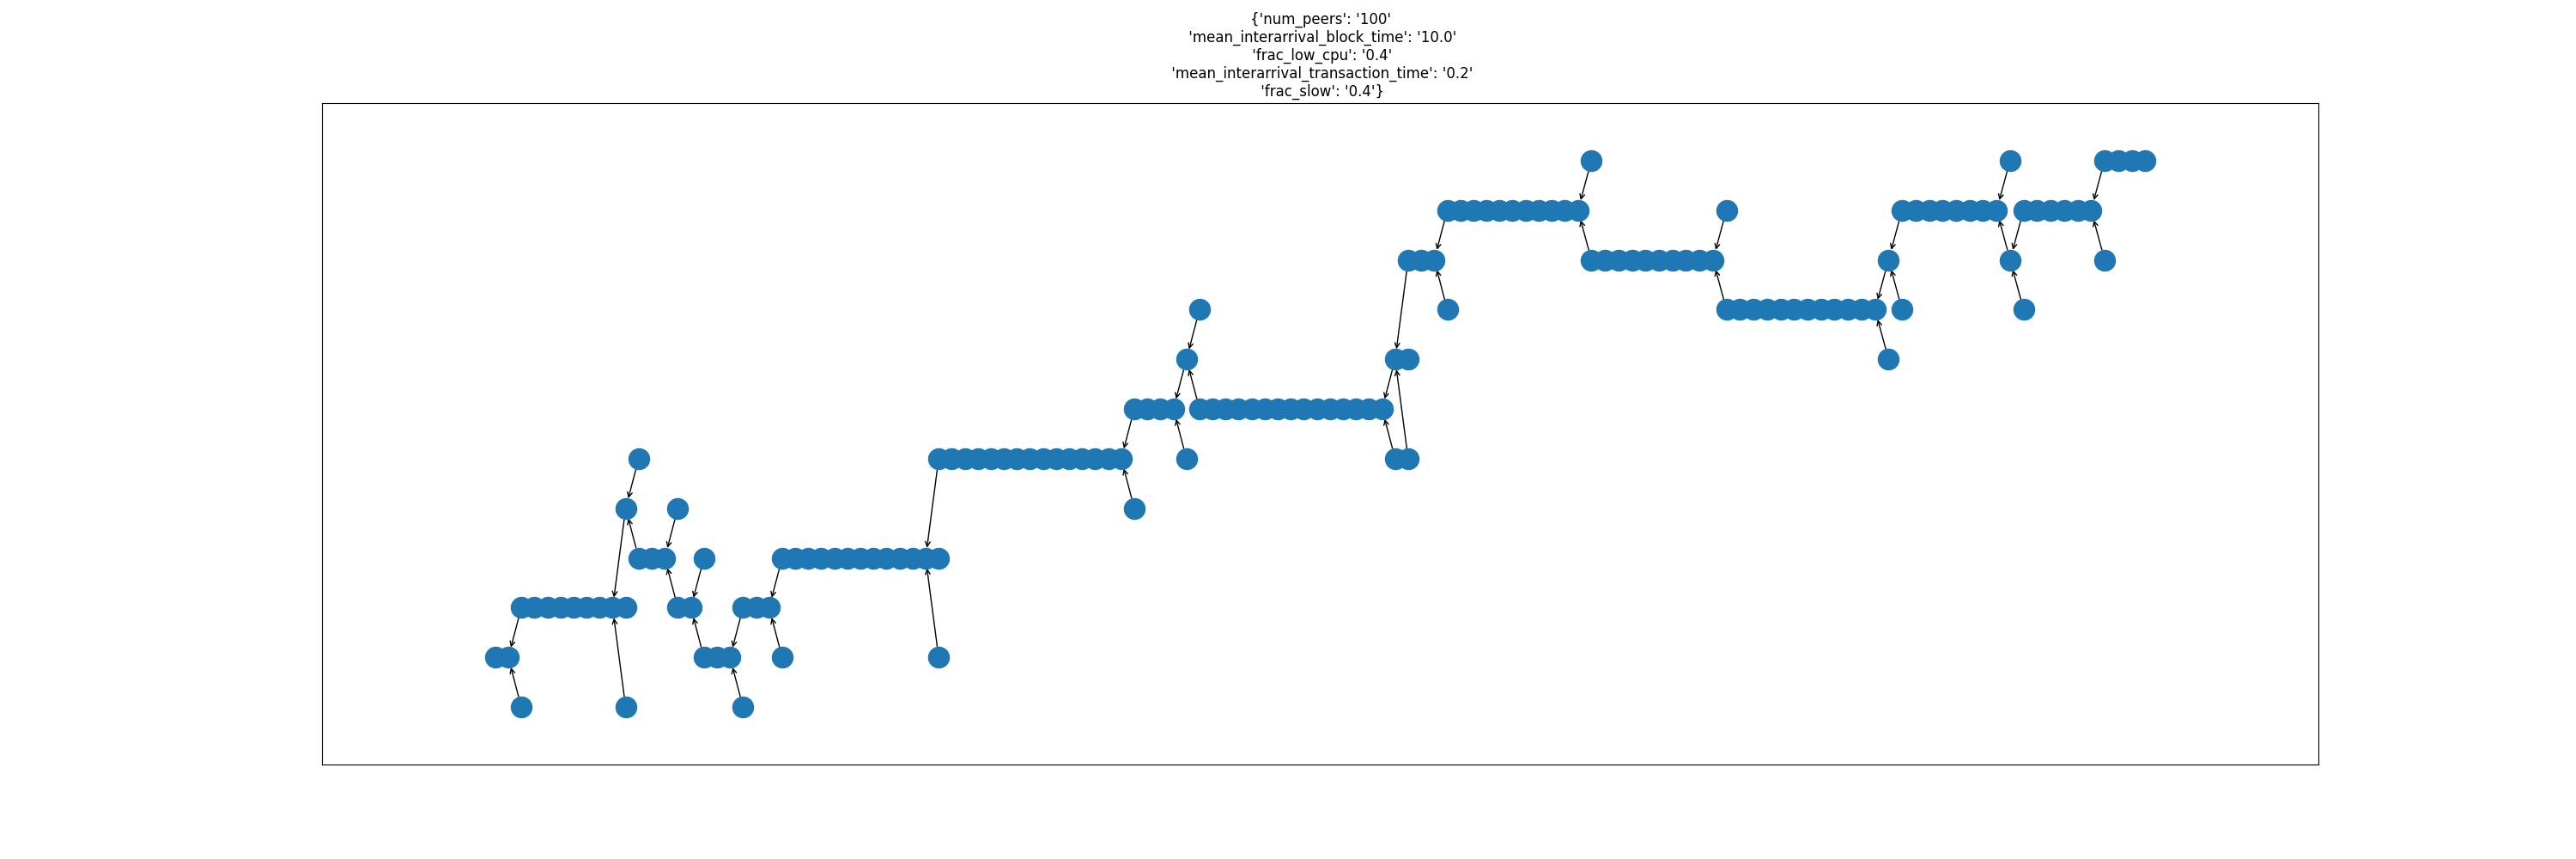 {'num_peers': '100'
'mean_interarrival_block_time': '10.0'
'frac_low_cpu': '0.4'
'mean_interarrival_transaction_time': '0.2'
'frac_slow': '0.4'}